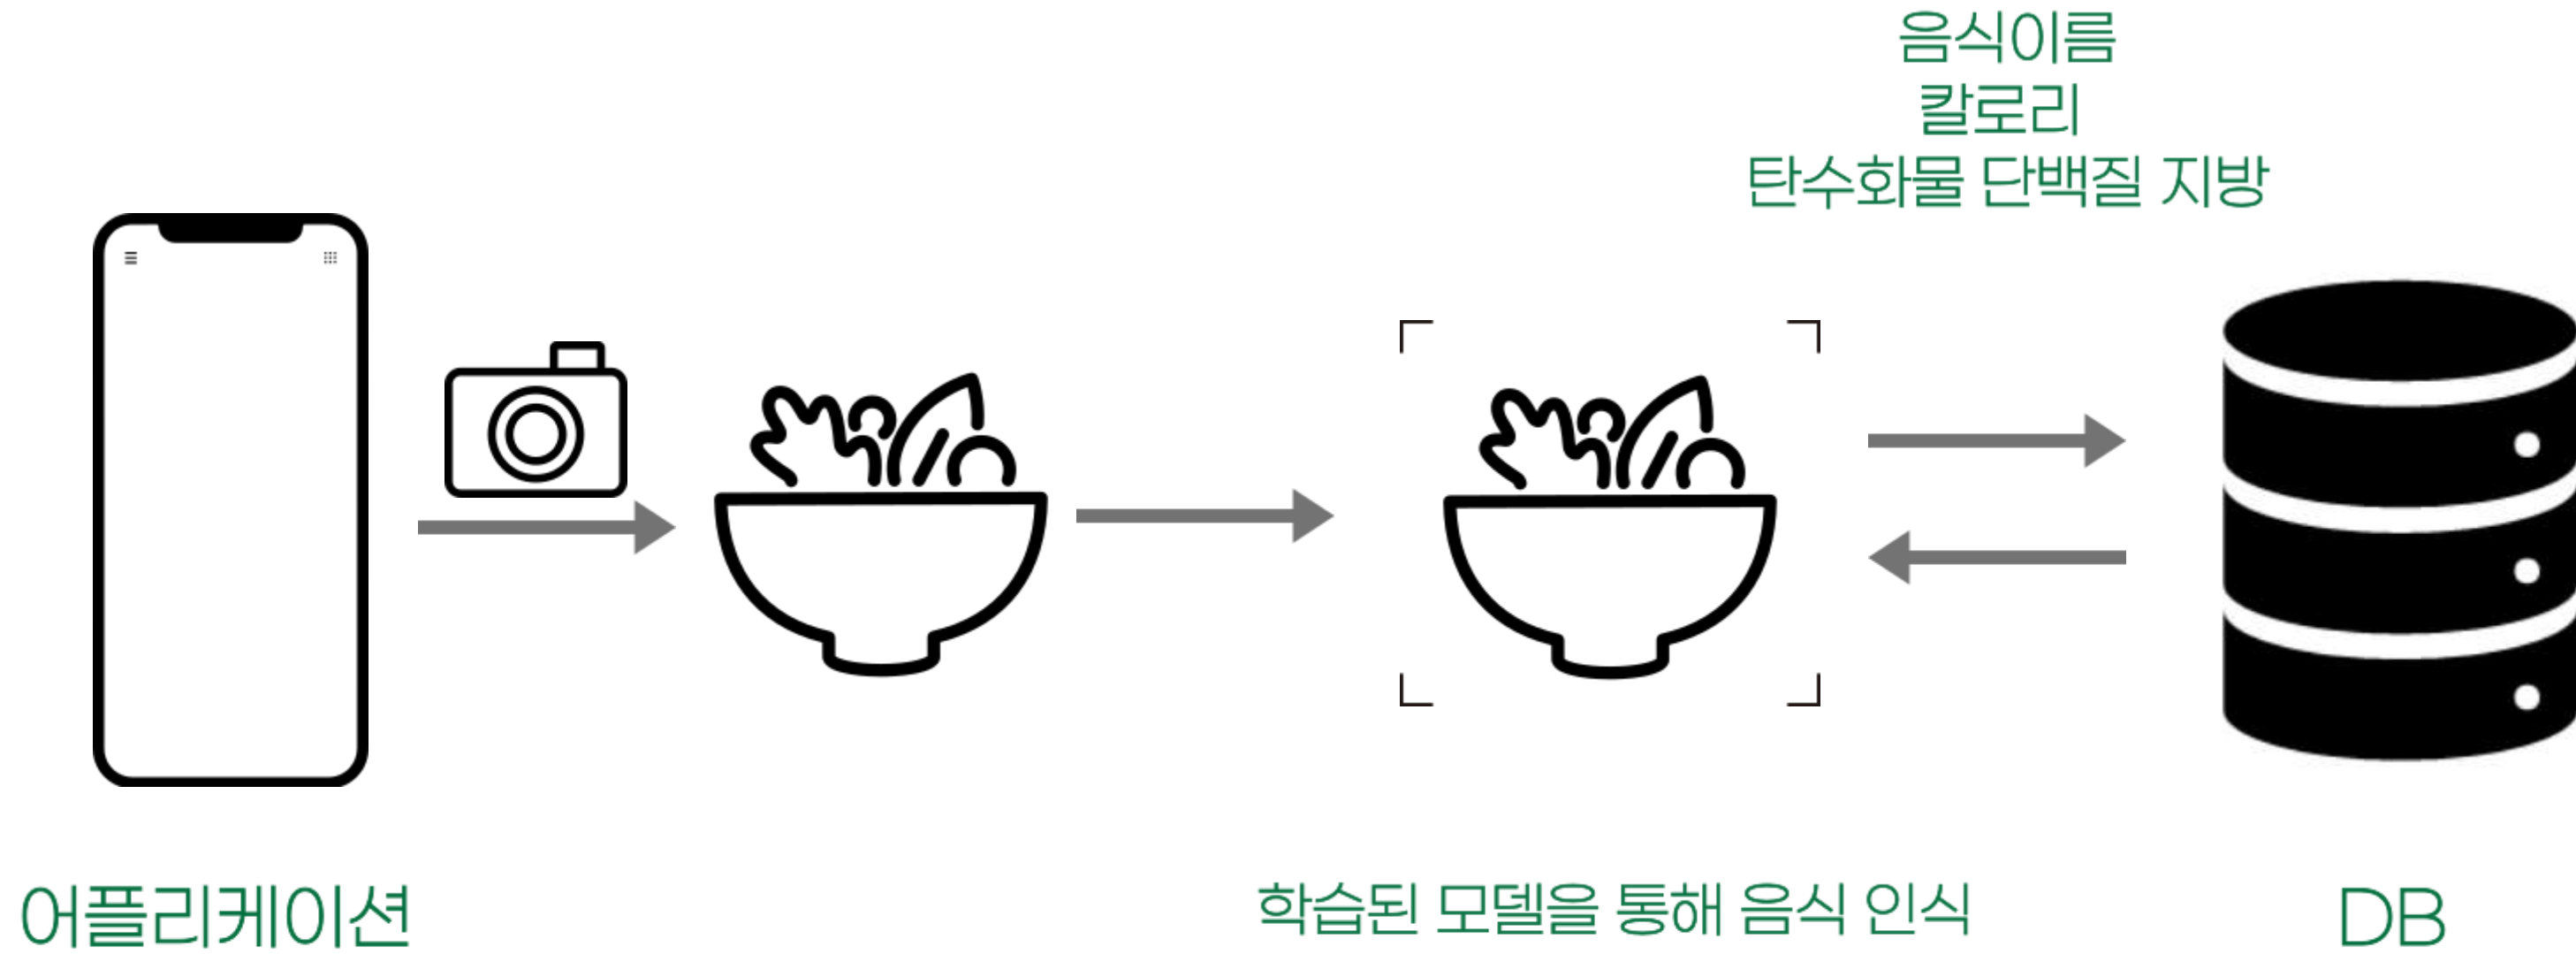 음식이름
칼로리
탄수화물 단백질 지방
어플리케이션
학습된 모델을 통해 음식 인식
DB